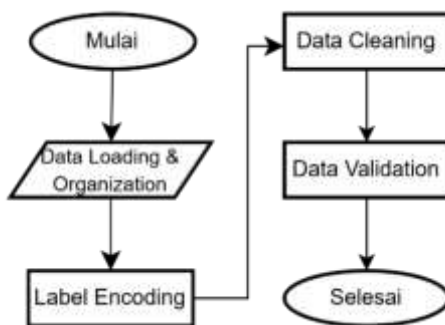 Mulai
Data Loading &
Organization
Label Encoding
Data Cleaning
Data Validation
Selesai